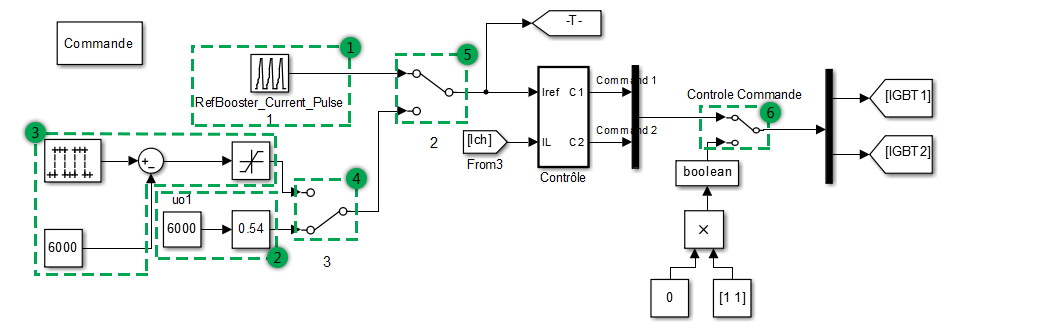 Commande
1
RefBooster_Current_Pulse
1
5
2
-T-
Iref
IL
C1
C2
Contrôle
[Ich]
From3
Command 1
Command 2
Controle Commande
6
[IGBT1]
[IGBT2]
boolean
×
0
[1 1]
3
+
−
6000
uo1
6000
0.54
2
4
3